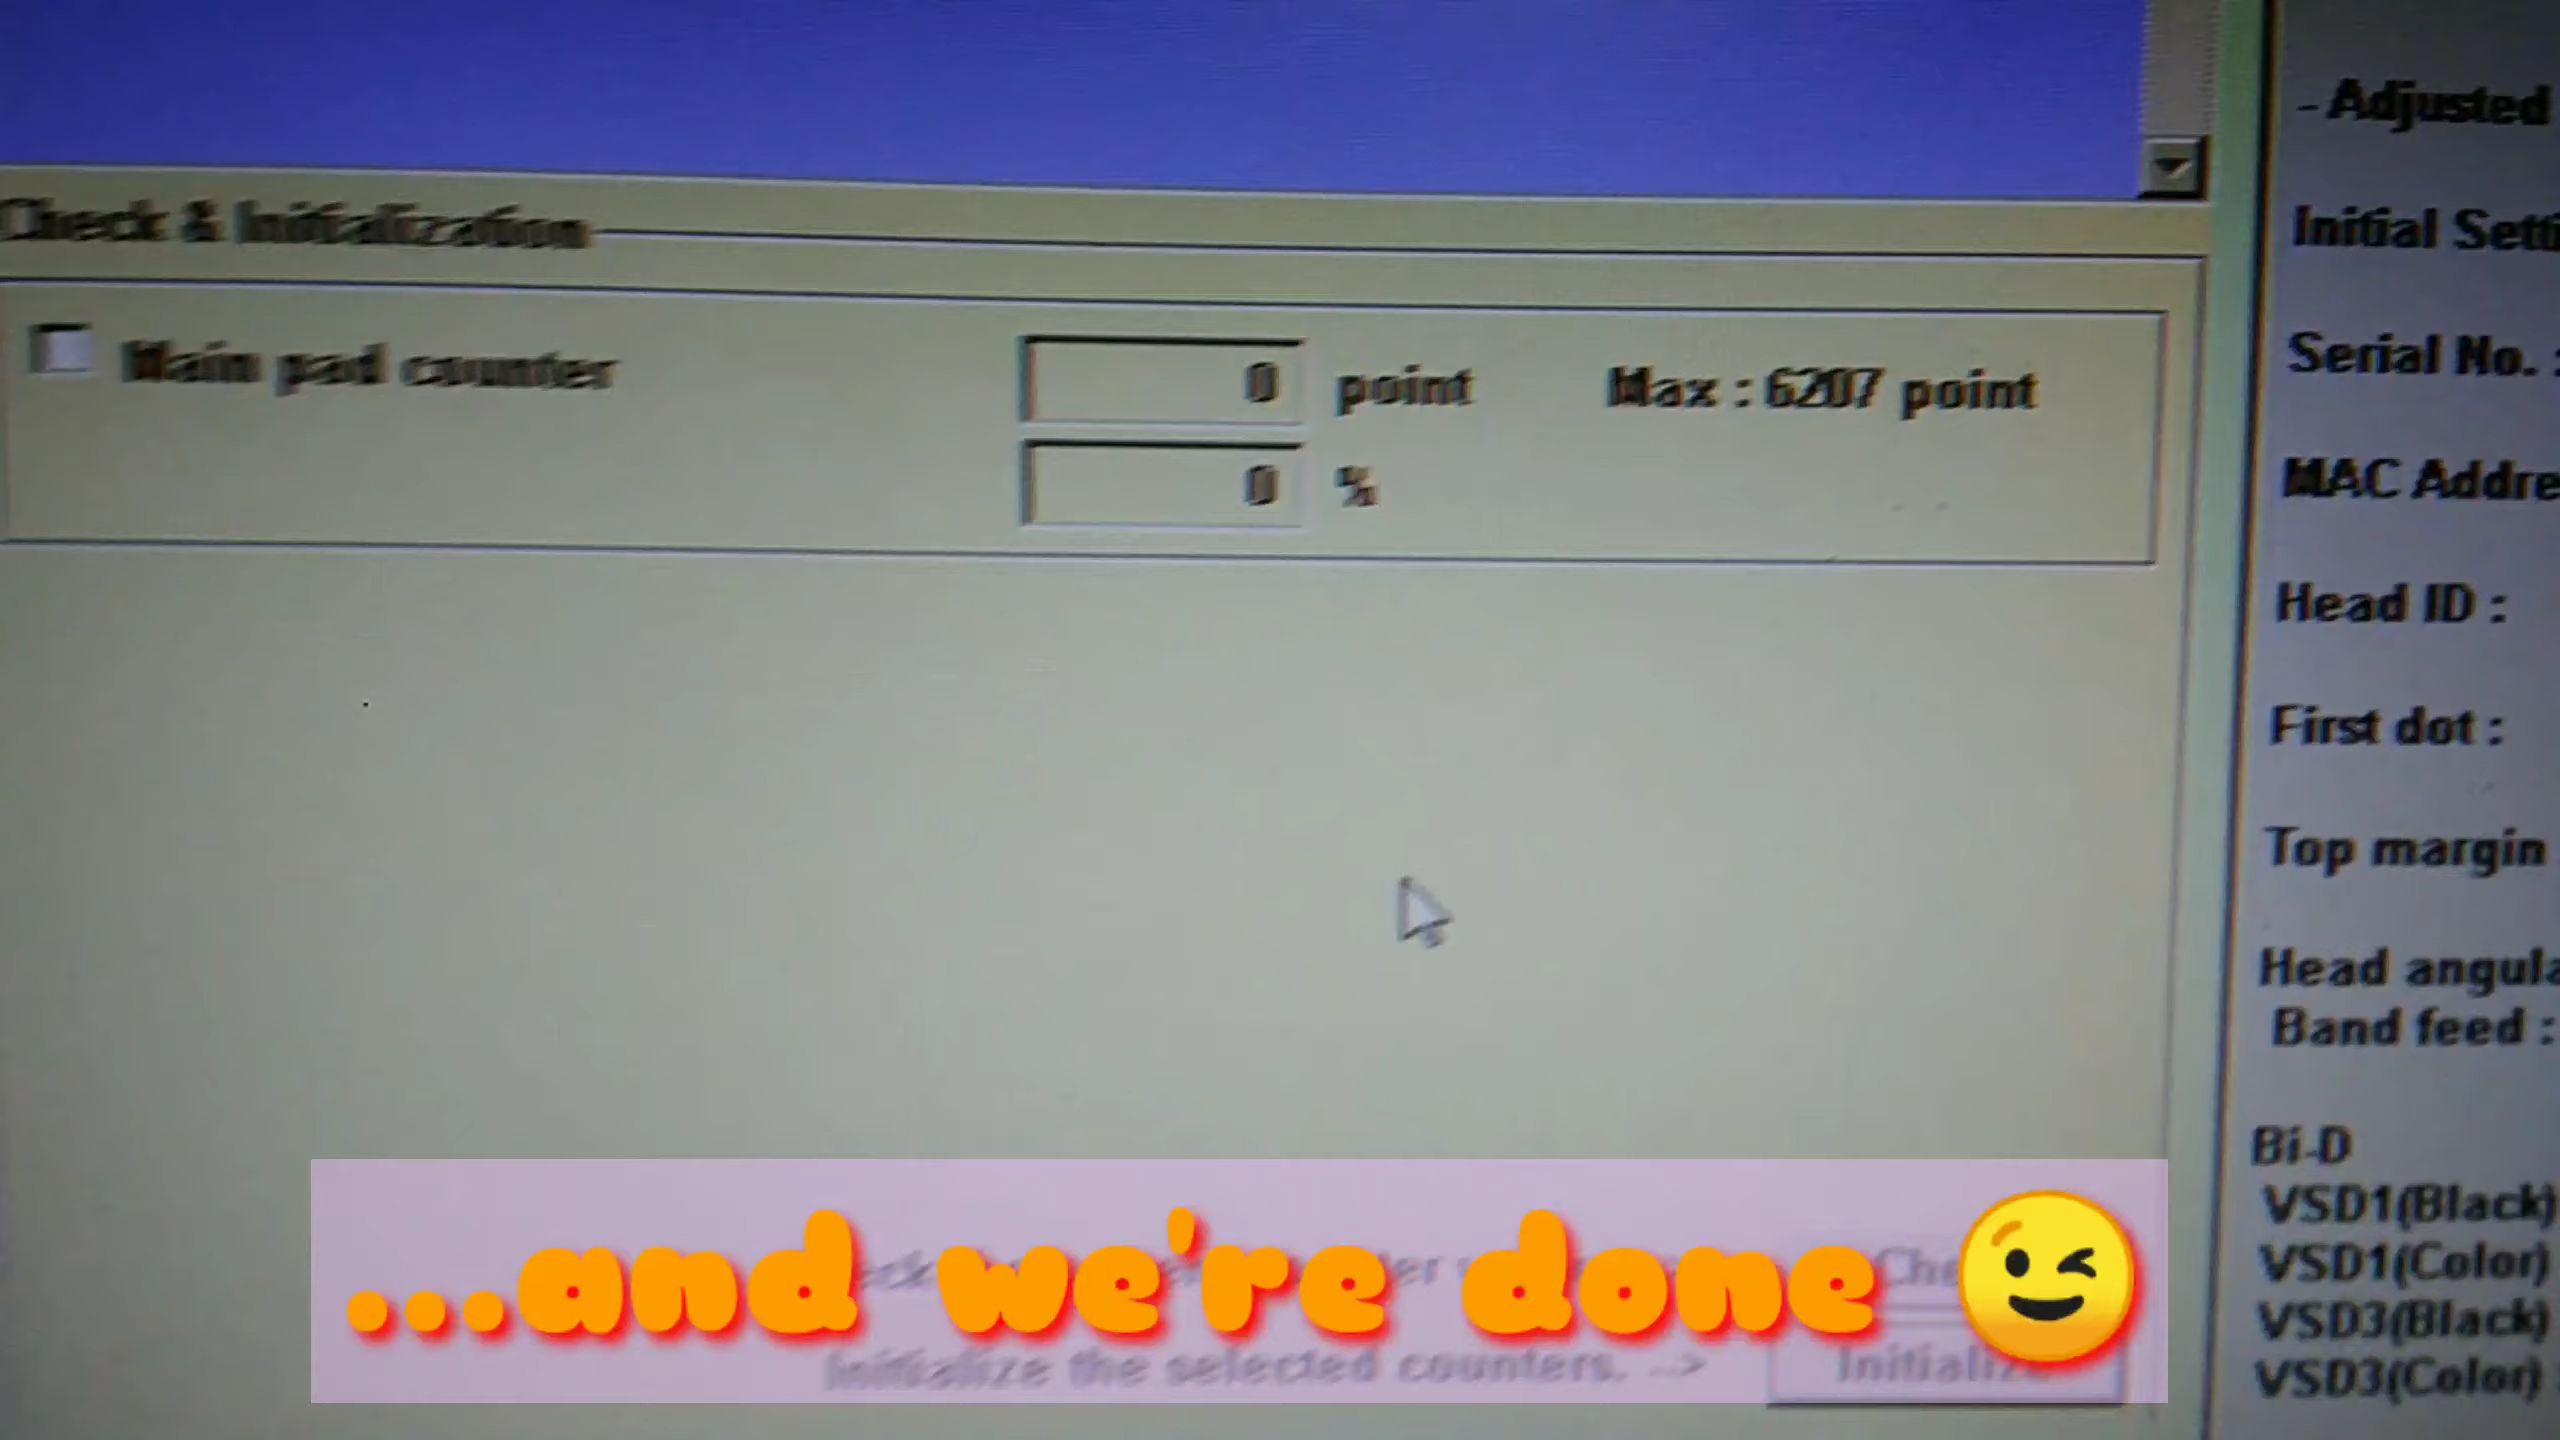 - Adjusted
Check & Initialization
Initial Setti
Main pad counter
0 point Max : 6207 point
0 %
Serial No. :
MAC Addre
Head ID :
First dot :
Top margin
Head angula
Band feed :
Bi-D
VSD1(Black)
VSD1(Color)
VSD3(Black)
VSD3(Color)
...and we're done😉
Initialize the selected counters. -->